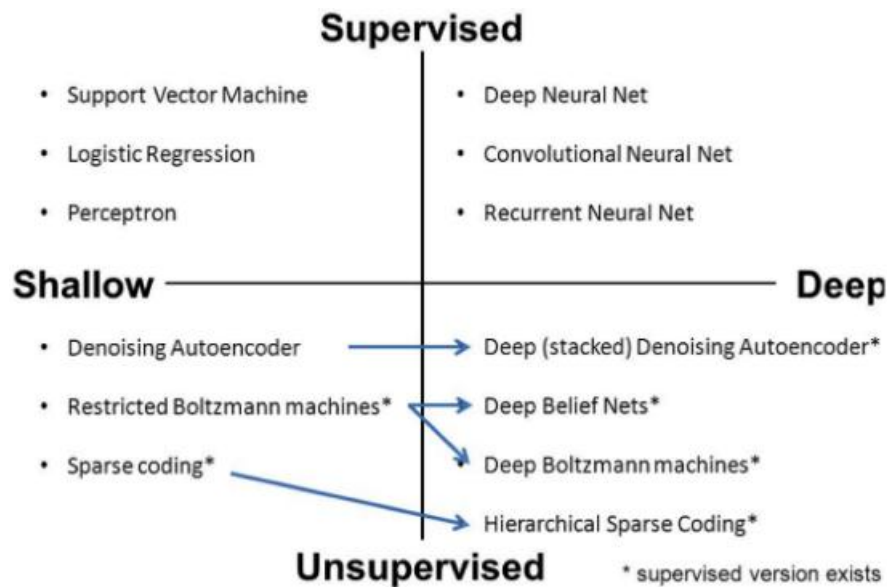 Supervised
• Support Vector Machine
• Logistic Regression
• Perceptron
• Deep Neural Net
• Convolutional Neural Net
• Recurrent Neural Net
Shallow
Deep
• Denoising Autoencoder
• Restricted Boltzmann machines*
• Sparse coding*
• Deep (stacked) Denoising Autoencoder*
• Deep Belief Nets*
• Deep Boltzmann machines*
• Hierarchical Sparse Coding*
Unsupervised
* supervised version exists